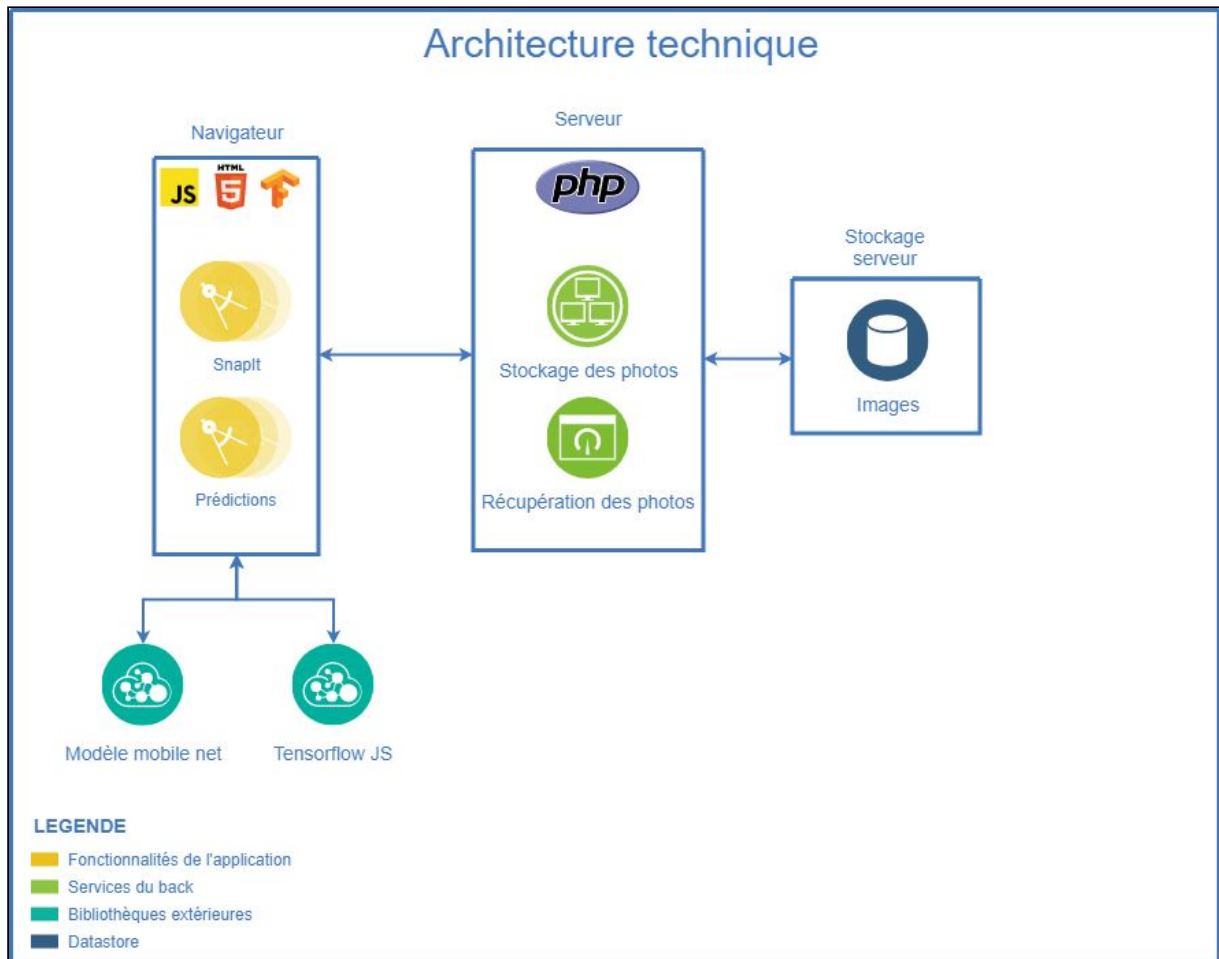 Architecture technique
Navigateur
JS
HTML
5
SnapIt
Prédictions
Serveur
php
Stockage des photos
Récupération des photos
Stockage
serveur
Images
Modèle mobile net
Tensorflow JS
LEGENDE
Fonctionnalités de l'application
Services du back
Bibliothèques extérieures
Datastore